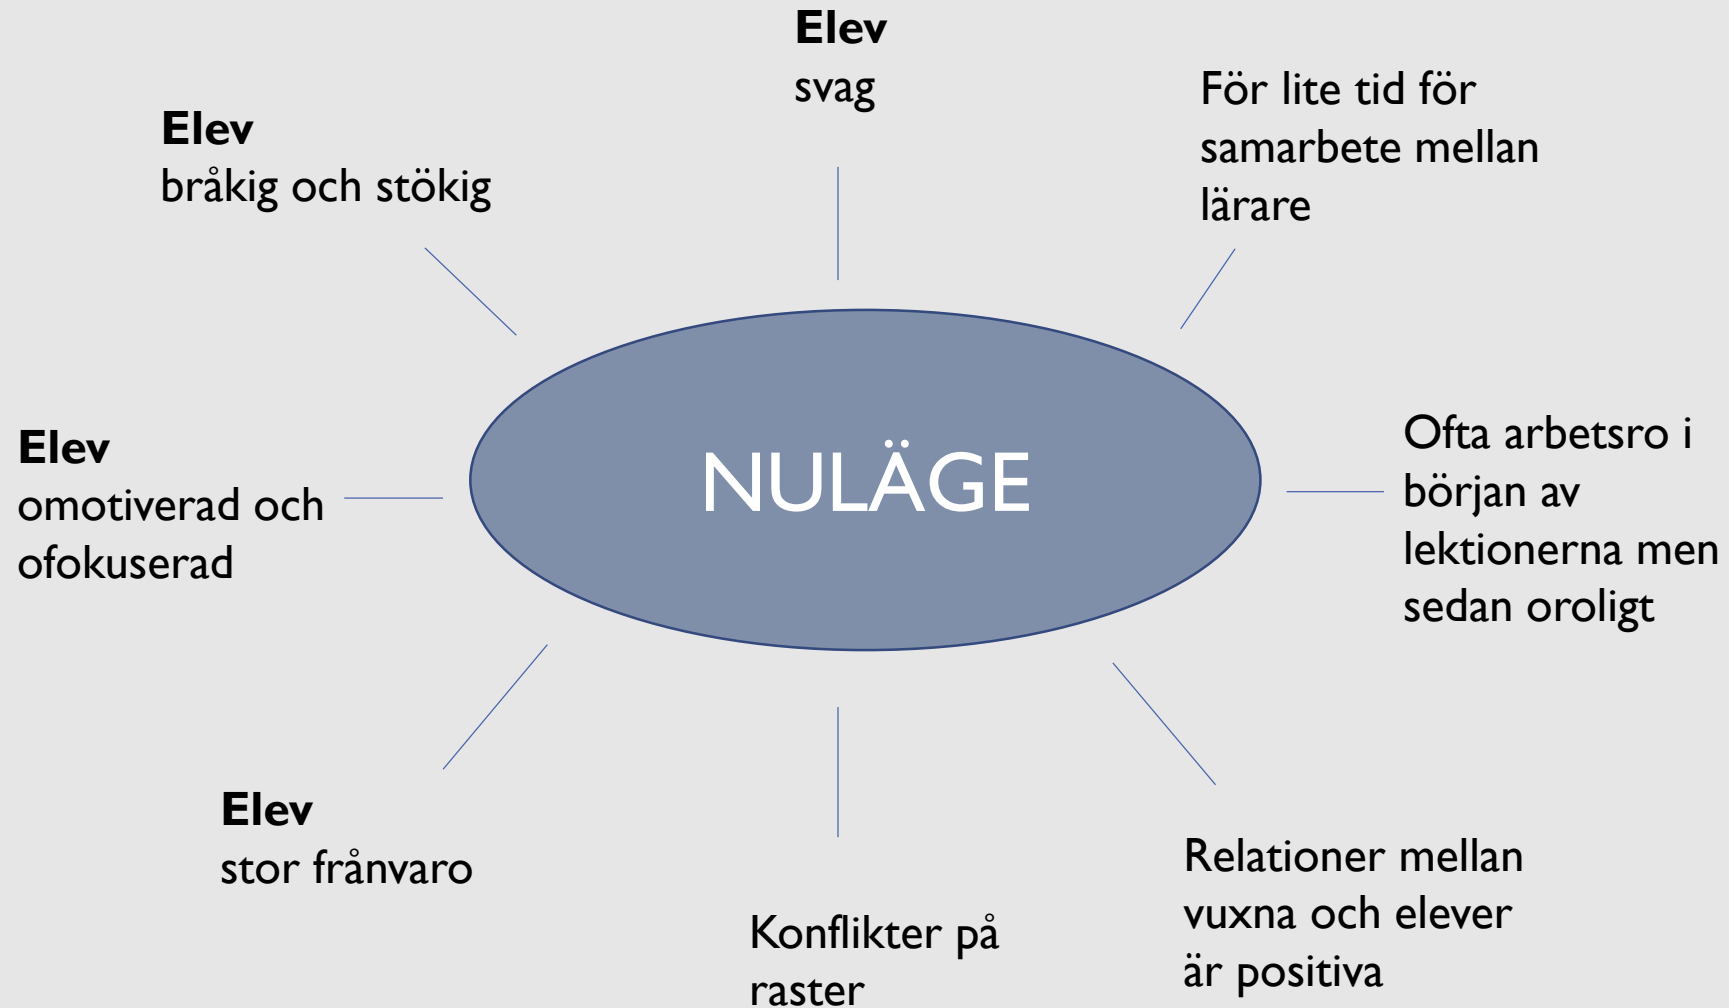 Elev
svag
För lite tid för
samarbete mellan
lärare
Elev
bråkig och stökig
Elev
omotiverad och
ofokuserad
NULÄGE
Ofta arbetsro i
början av
lektionerna men
sedan oroligt
Elev
stor frånvaro
Konflikter på
raster
Relationer mellan
vuxna och elever
är positiva